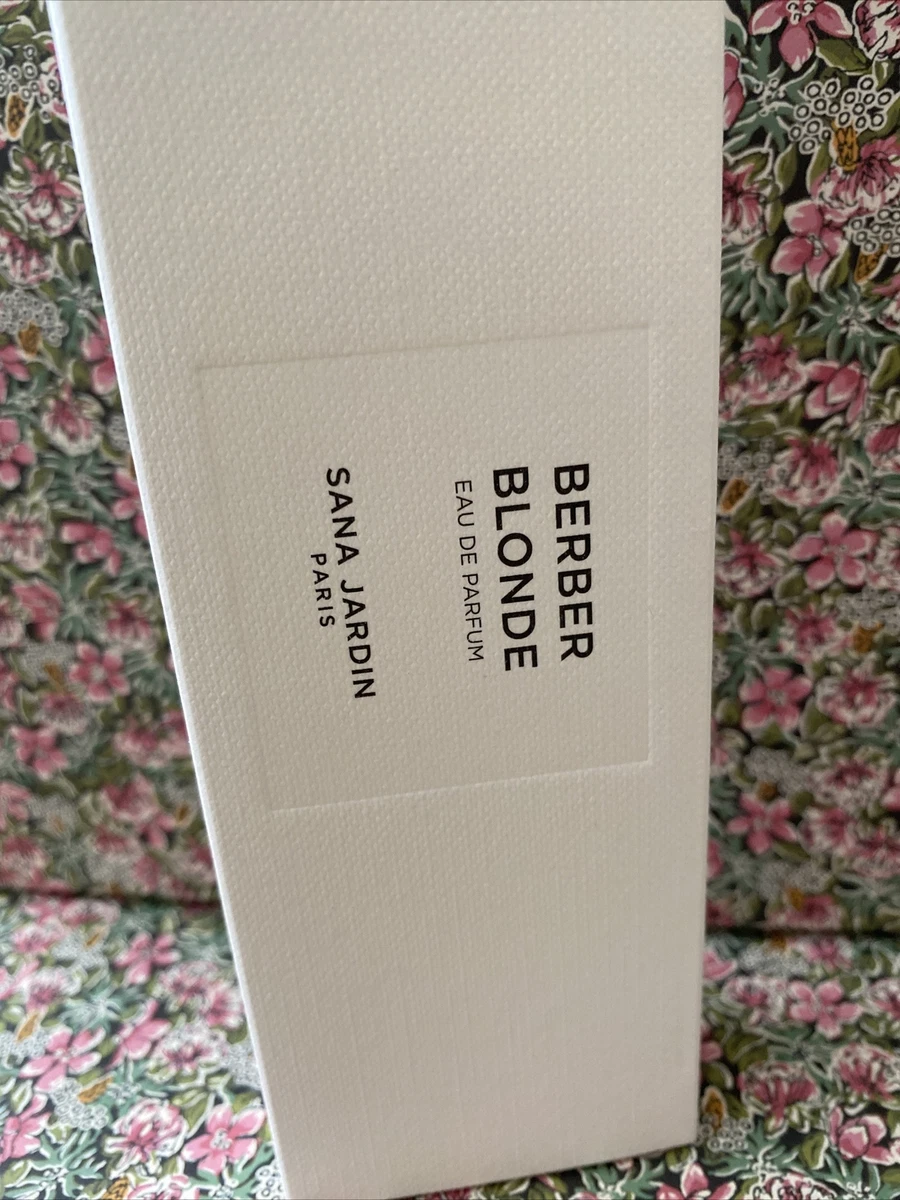 BERBER
BLONDE
EAU DE PARFUM
SANA JARDIN
PARIS